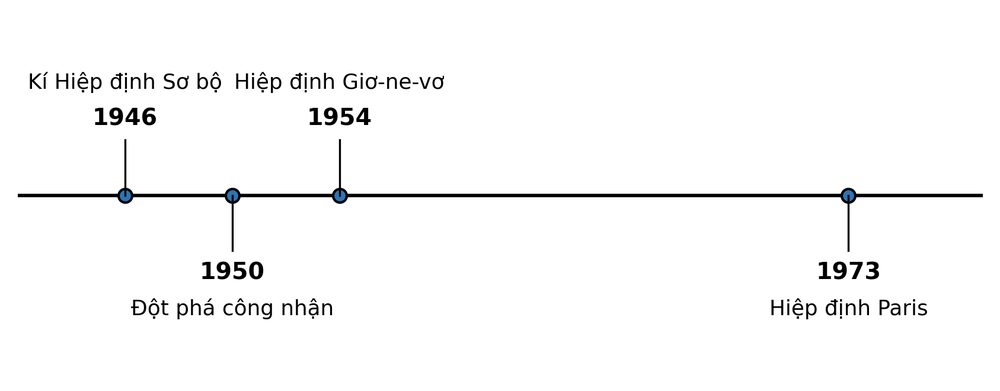 Kí Hiệp định Sơ bộ
1946
Hiệp định Giơ-ne-vơ
1954
1950
Đột phá công nhận
1973
Hiệp định Paris